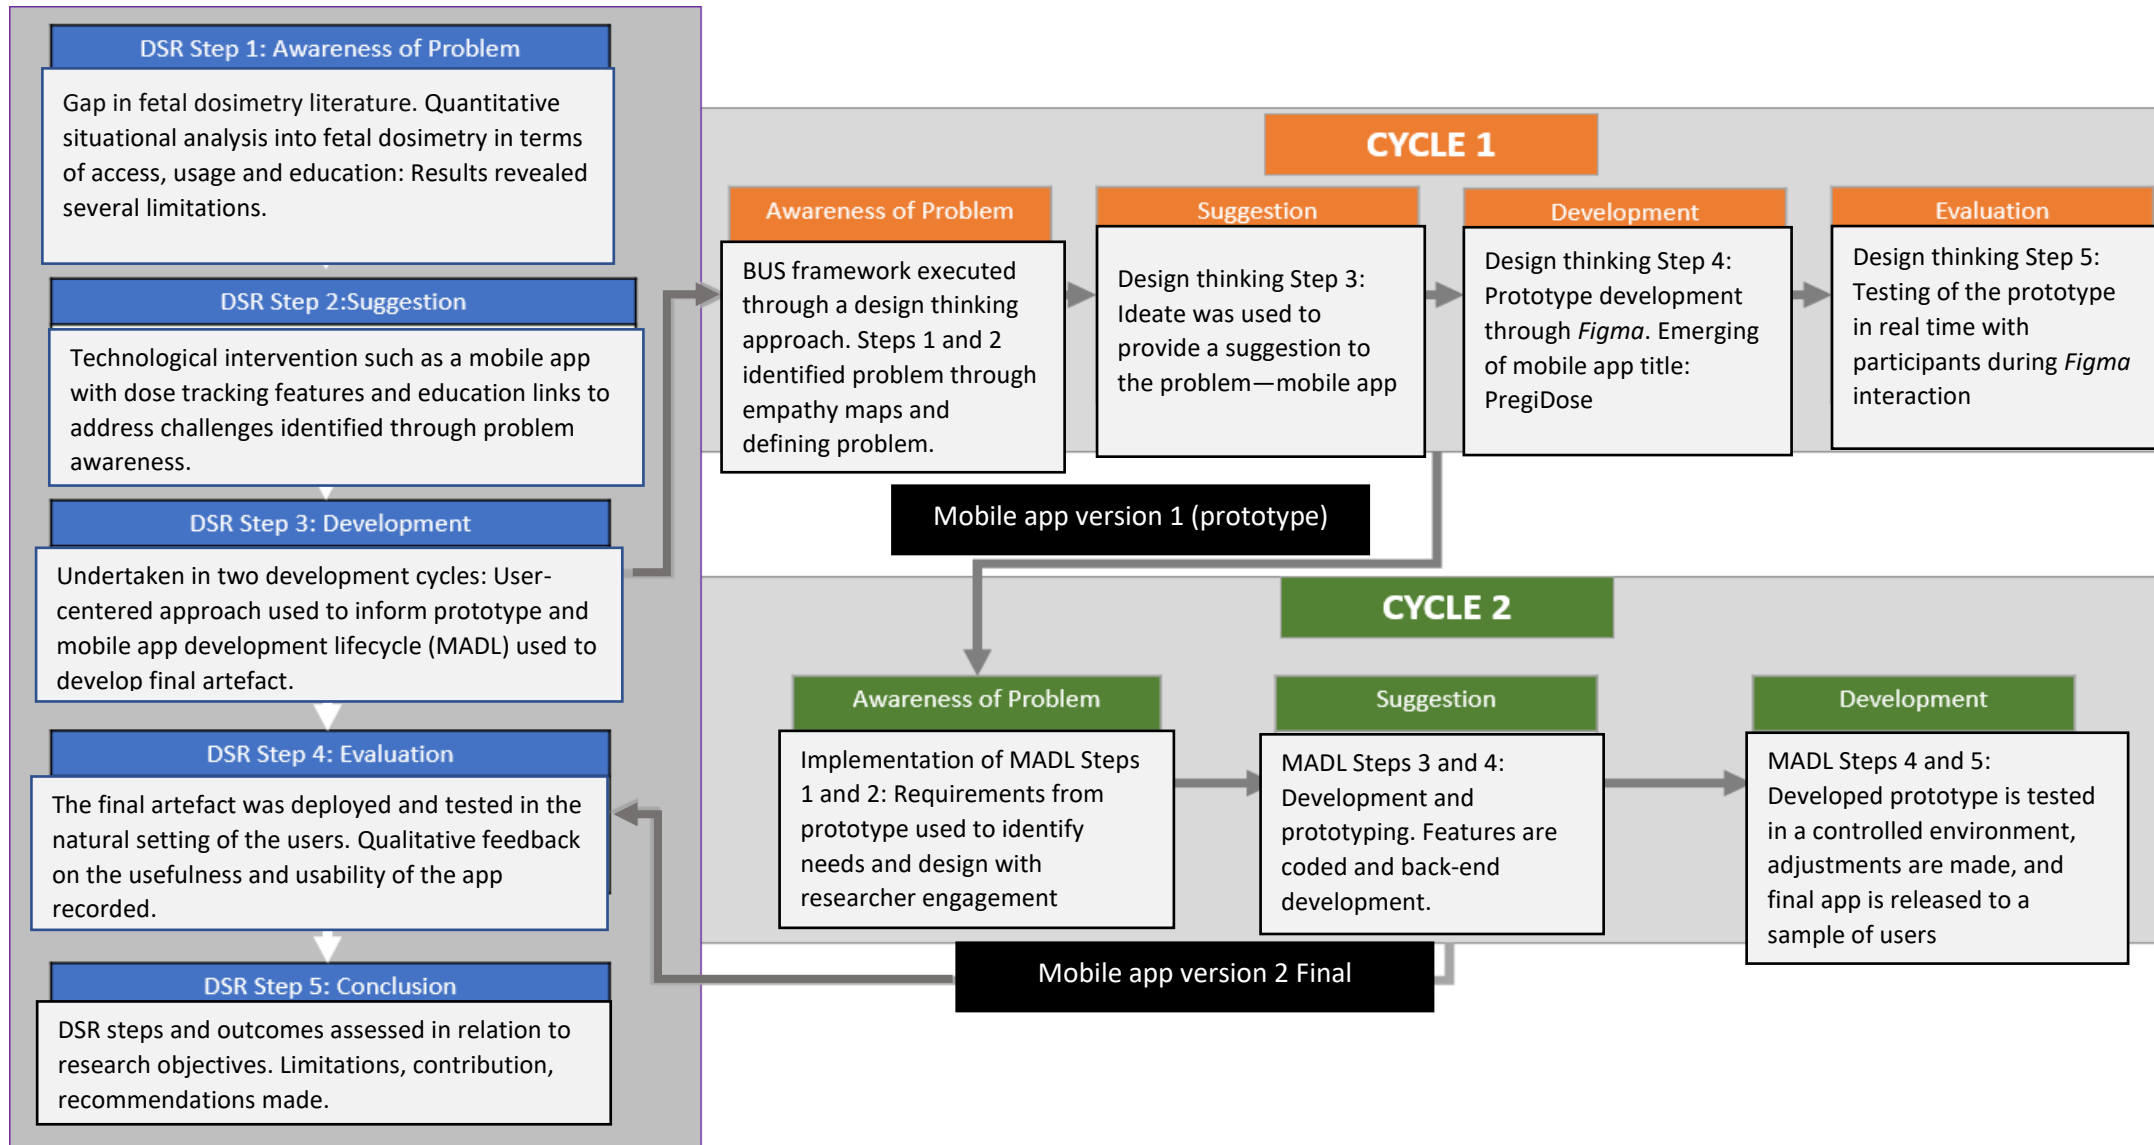 DSR Step 1: Awareness of Problem
Gap in fetal dosimetry literature. Quantitative
situational analysis into fetal dosimetry in terms
of access, usage and education: Results revealed
several limitations.
DSR Step 2:Suggestion
Technological intervention such as a mobile app
with dose tracking features and education links to
address challenges identified through problem
awareness.
DSR Step 3: Development
Undertaken in two development cycles: User-
centered approach used to inform prototype and
mobile app development lifecycle (MADL) used to
develop final artefact.
DSR Step 4: Evaluation
The final artefact was deployed and tested in the
natural setting of the users. Qualitative feedback
on the usefulness and usability of the app
recorded.
DSR Step 5: Conclusion
DSR steps and outcomes assessed in relation to
research objectives. Limitations, contribution,
recommendations made.
CYCLE 1
Awareness of Problem
BUS framework executed
through a design thinking
approach. Steps 1 and 2
identified problem through
empathy maps and
defining problem.
Suggestion
Design thinking Step 3:
Ideate was used to
provide a suggestion to
the problem—mobile app
Development
Design thinking Step 4:
Prototype development
through Figma. Emerging
of mobile app title:
PregiDose
Evaluation
Design thinking Step 5:
Testing of the prototype
in real time with
participants during Figma
interaction
Mobile app version 1 (prototype)
CYCLE 2
Awareness of Problem
Implementation of MADL Steps
1 and 2: Requirements from
prototype used to identify
needs and design with
researcher engagement
Suggestion
MADL Steps 3 and 4:
Development and
prototyping. Features are
coded and back-end
development.
Development
MADL Steps 4 and 5:
Developed prototype is tested
in a controlled environment,
adjustments are made, and
final app is released to a
sample of users
Mobile app version 2 Final